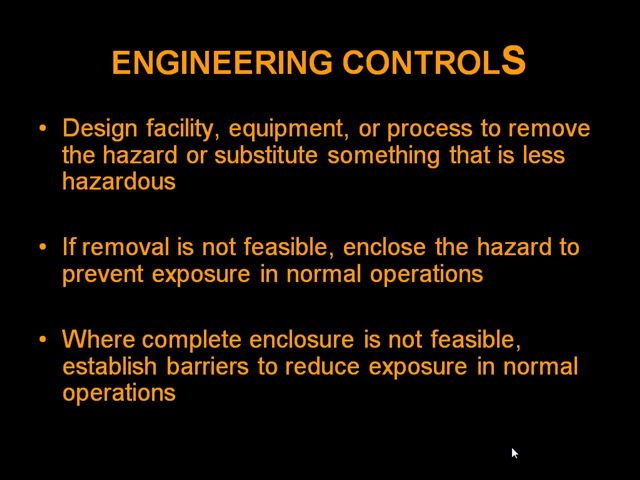 ENGINEERING CONTROLS
• Design facility, equipment, or process to remove
the hazard or substitute something that is less
hazardous
• If removal is not feasible, enclose the hazard to
prevent exposure in normal operations
• Where complete enclosure is not feasible,
establish barriers to reduce exposure in normal
operations